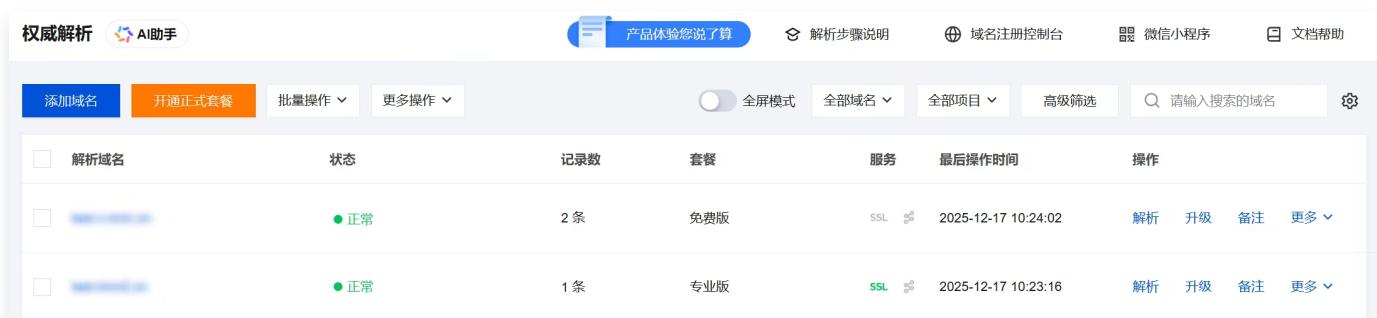 权威解析 AI助手 产品体验您说了算 解析步骤说明 域名注册控制台 微信小程序 文档帮助
添加域名 开通正式套餐 批量操作 更多操作 全屏模式 全部域名 全部项目 高级筛选 请输入搜索的域名
解析域名 状态 记录数 套餐 服务 最后操作时间 操作
正常 2 条 免费版 SSL 2025-12-17 10:24:02 解析 升级 备注 更多
正常 1 条 专业版 SSL 2025-12-17 10:23:16 解析 升级 备注 更多